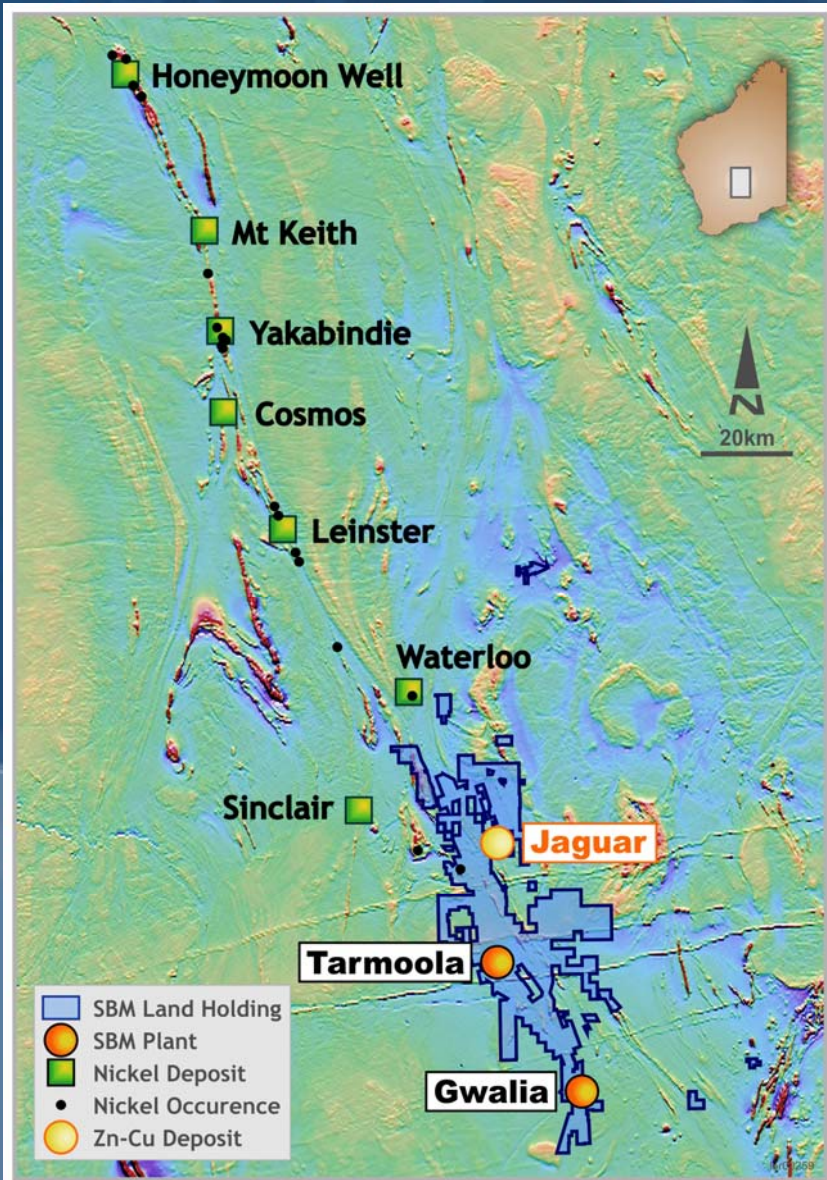 Honeymoon Well
Mt Keith
Yakabindie
N
20km
Cosmos
Leinster
Waterloo
Sinclair
Jaguar
Tarmoola
Gwalia
SBM Land Holding
SBM Plant
Nickel Deposit
Nickel Occurence
Zn-Cu Deposit